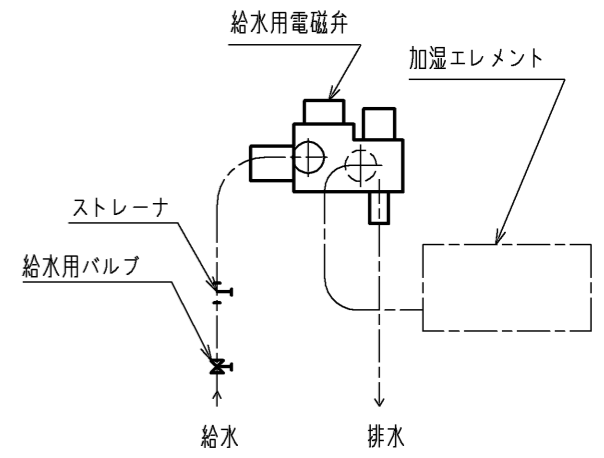 給水用電磁弁
加湿エレメント
ストレーナ
給水用バルブ
給水
排水